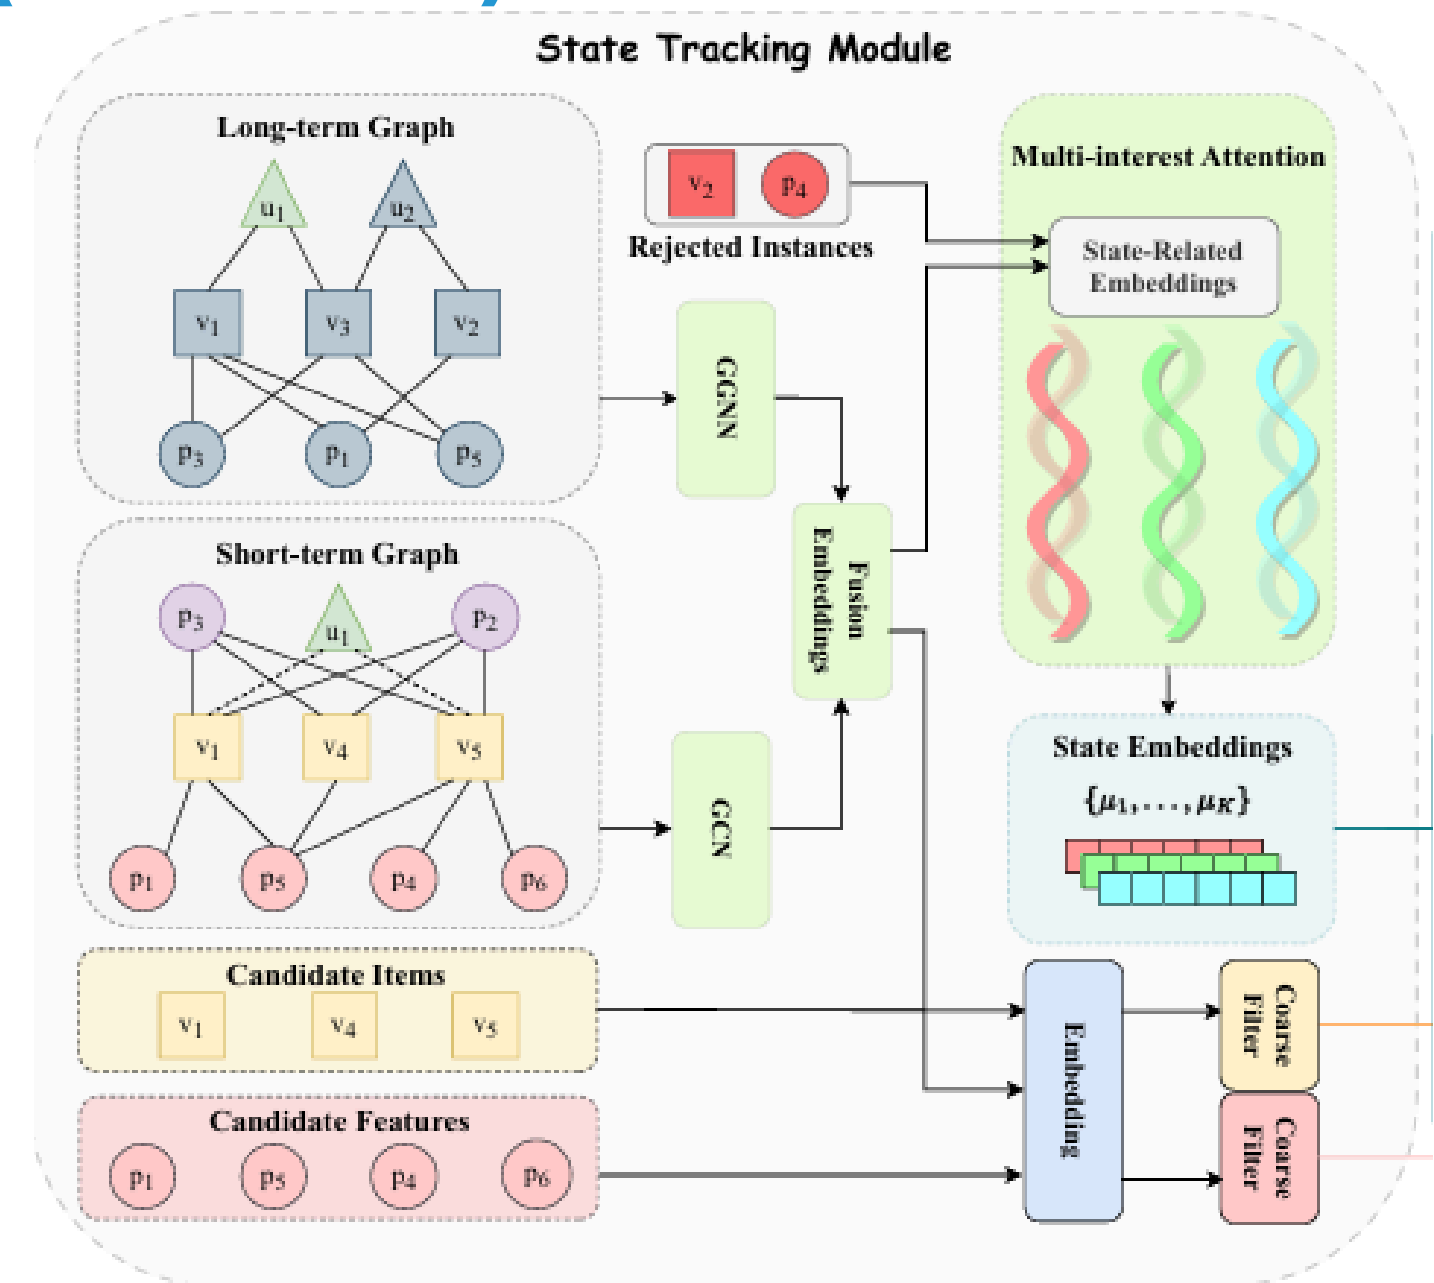 State Tracking Module
Long-term Graph
u1
u2
v1
v3
v2
p3
p1
p5
v2
p4
Rejected Instances
GGNN
Multi-interest Attention
State-Related
Embeddings
Short-term Graph
p3
u1
p2
v1
v4
v5
p1
p5
p4
p6
GCN
Fusion
Embeddings
State Embeddings
{μ1,...,μK}
Candidate Items
v1
v4
v5
Candidate Features
p1
p5
p4
p6
Embedding
Coarse
Filter
Coarse
Filter